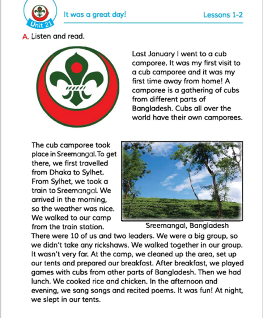 Unit 21
It was a great day!
Lessons 1-2
A. Listen and read.
Last January I went to a cub
camporee. It was my first visit to
a cub camporee and it was my
first time away from home! A
camporee is a gathering of cubs
from different parts of
Bangladesh. Cubs all over the
world have their own camporees.
The cub camporee took
place in Sreemangal. To get
there, we first travelled
from Dhaka to Sylhet.
From Sylhet, we took a
train to Sreemangal. We
arrived in the morning,
so the weather was nice.
We walked to our camp
from the train station.
Sreemangal, Bangladesh
There were 10 of us and two leaders. We were a big group, so
we didn't take any rickshaws. We walked together in our group.
It wasn't very far. At the camp, we cleaned up the area, set up
our tents and prepared our breakfast. After breakfast, we played
games with cubs from other parts of Bangladesh. Then we had
lunch. We cooked rice and chicken. In the afternoon and
evening, we sang songs and recited poems. It was fun! At night,
we slept in our tents.